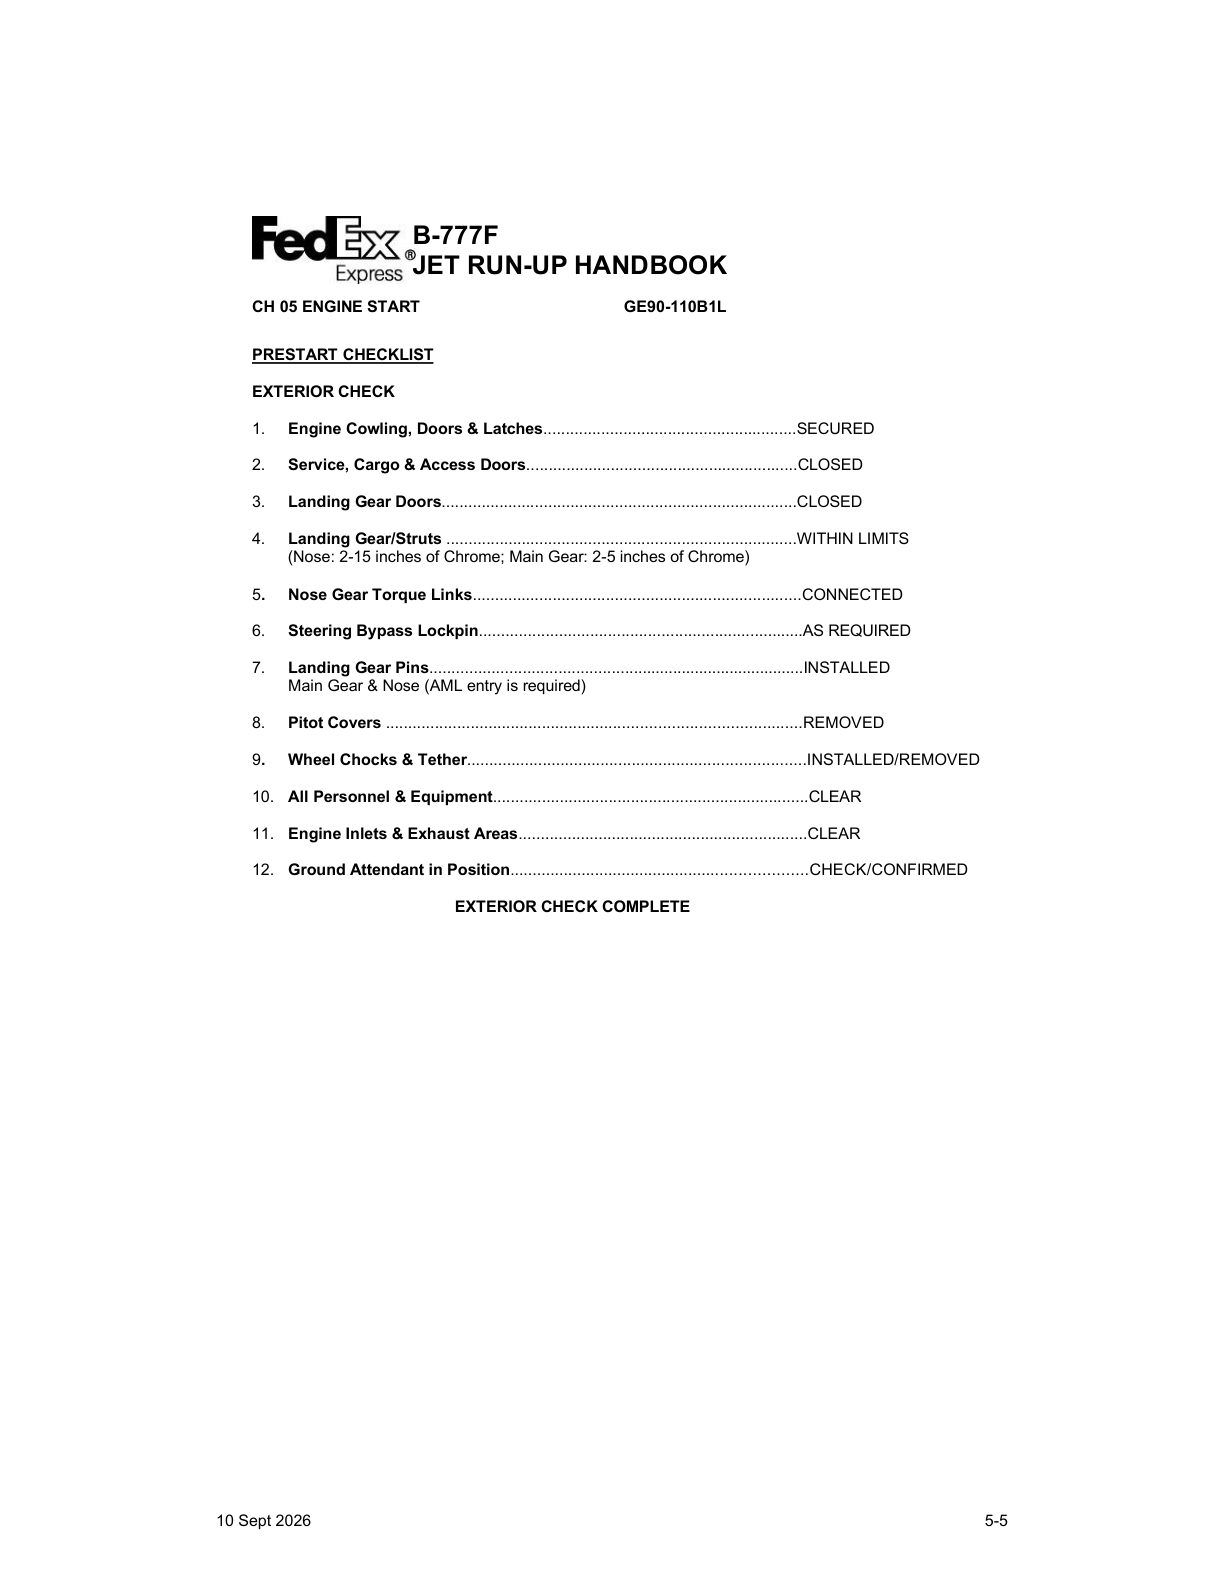 FedEx® B-777F
Express JET RUN-UP HANDBOOK
CH 05 ENGINE START GE90-110B1L
PRESTART CHECKLIST
EXTERIOR CHECK
1. Engine Cowling, Doors & Latches.........................................................SECURED
2. Service, Cargo & Access Doors.............................................................CLOSED
3. Landing Gear Doors................................................................................CLOSED
4. Landing Gear/Struts ...............................................................................WITHIN LIMITS
(Nose: 2-15 inches of Chrome; Main Gear: 2-5 inches of Chrome)
5. Nose Gear Torque Links..........................................................................CONNECTED
6. Steering Bypass Lockpin.........................................................................AS REQUIRED
7. Landing Gear Pins....................................................................................INSTALLED
Main Gear & Nose (AML entry is required)
8. Pitot Covers ..............................................................................................REMOVED
9. Wheel Chocks & Tether............................................................................INSTALLED/REMOVED
10. All Personnel & Equipment.......................................................................CLEAR
11. Engine Inlets & Exhaust Areas.................................................................CLEAR
12. Ground Attendant in Position...................................................................CHECK/CONFIRMED
EXTERIOR CHECK COMPLETE
10 Sept 2026 5-5